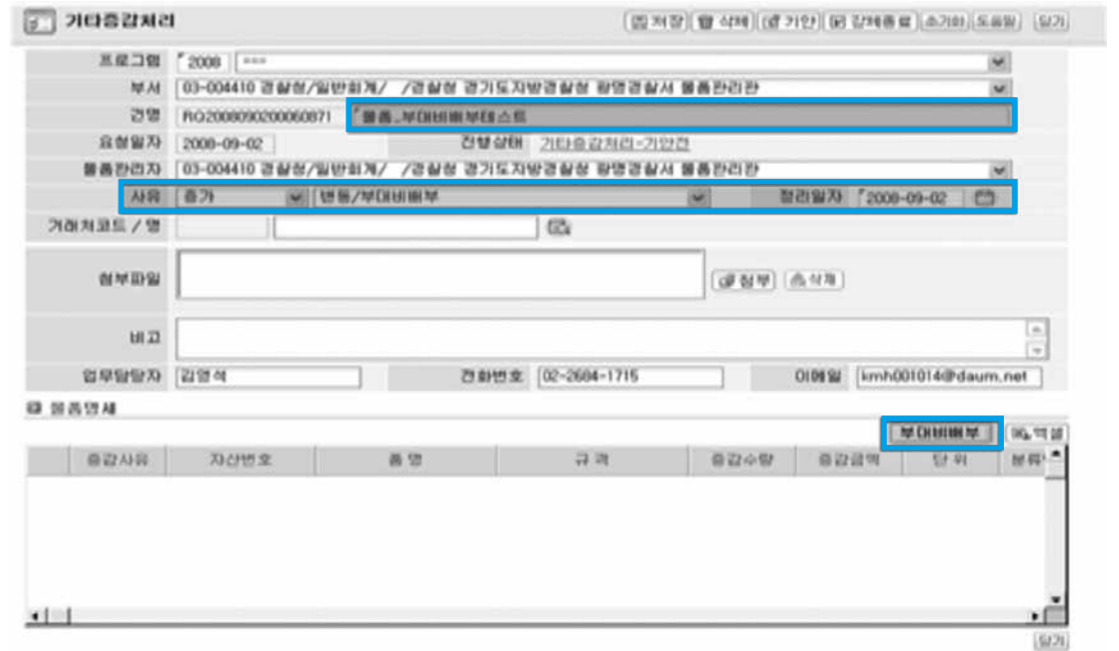 기타증감처리 저장 삭제 기안 강제종료 초기화 도움말 닫기
프로그램 2008 ===
부서 03-004410 경찰청/일반회계/ /경찰청 경기도지방경찰청 광명경찰서 물품관리관
건명 RO2008090200060871 물품_부대비배부테스트
요청일자 2008-09-02 진행상태 기타증감처리-기안전
물품관리자 03-004410 경찰청/일반회계/ /경찰청 경기도지방경찰청 광명경찰서 물품관리관
사유 증가 변동/부대비배부 정리일자 2008-09-02
거래처코드 / 명
첨부파일 첨부 삭제
비고
업무담당자 김영석 전화번호 02-2684-1715 이메일 kmh001014@daum.net
물품명세
부대비배부 엑셀
증감사유 자산번호 품명 규격 증감수량 증감금액 단위 분류
닫기